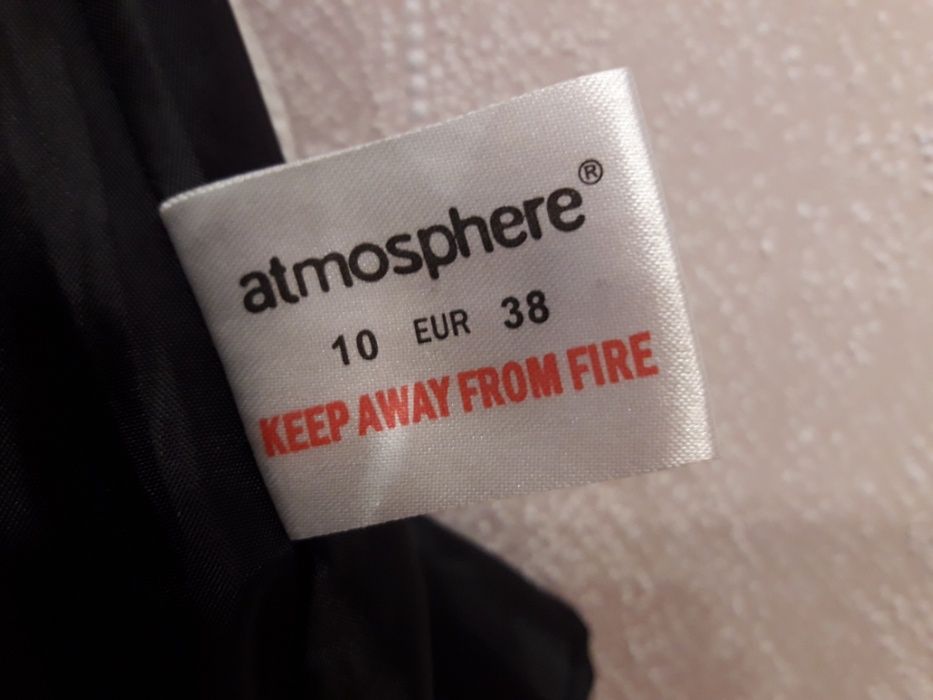 atmosphere®
10 EUR 38
KEEP AWAY FROM FIRE